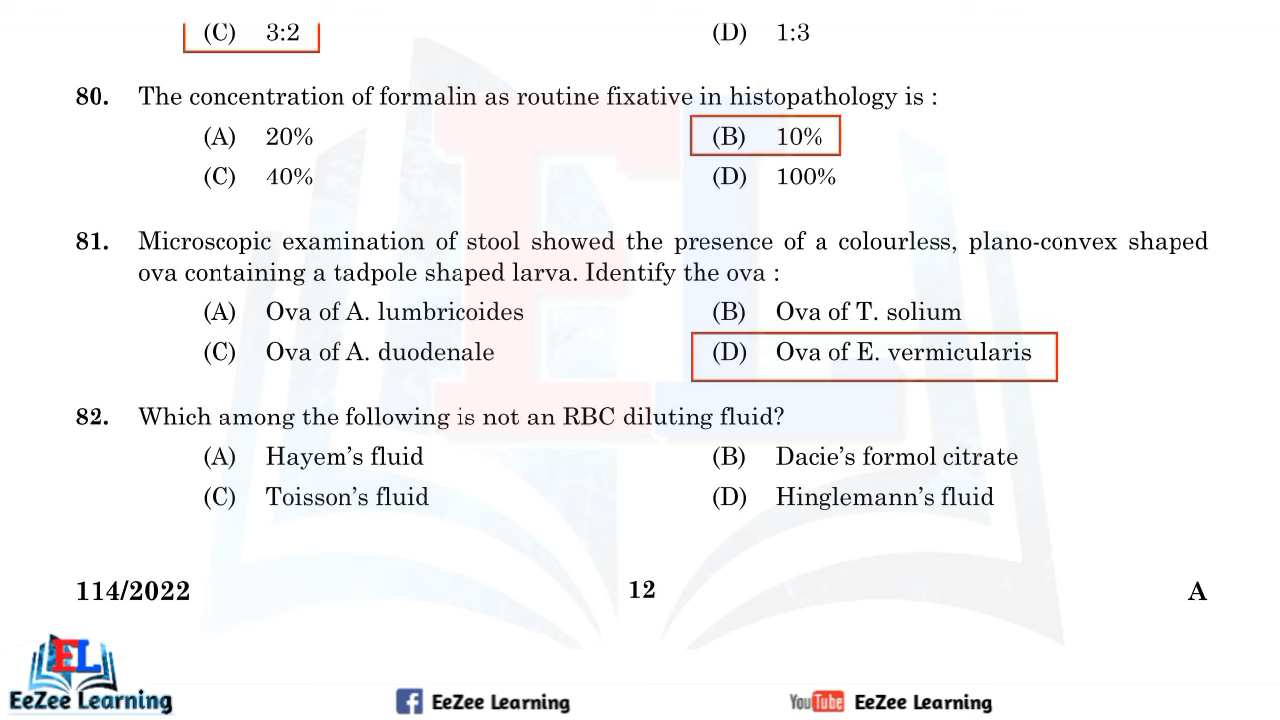 (C) 3:2 (D) 1:3
80. The concentration of formalin as routine fixative in histopathology is :
(A) 20% (B) 10%
(C) 40% (D) 100%
81. Microscopic examination of stool showed the presence of a colourless, plano-convex shaped
ova containing a tadpole shaped larva. Identify the ova :
(A) Ova of A. lumbricoides (B) Ova of T. solium
(C) Ova of A. duodenale (D) Ova of E. vermicularis
82. Which among the following is not an RBC diluting fluid?
(A) Hayem's fluid (B) Dacie's formol citrate
(C) Toisson's fluid (D) Hinglemann's fluid
114/2022 12 A
EL
EeZee Learning f EeZee Learning YouTube EeZee Learning